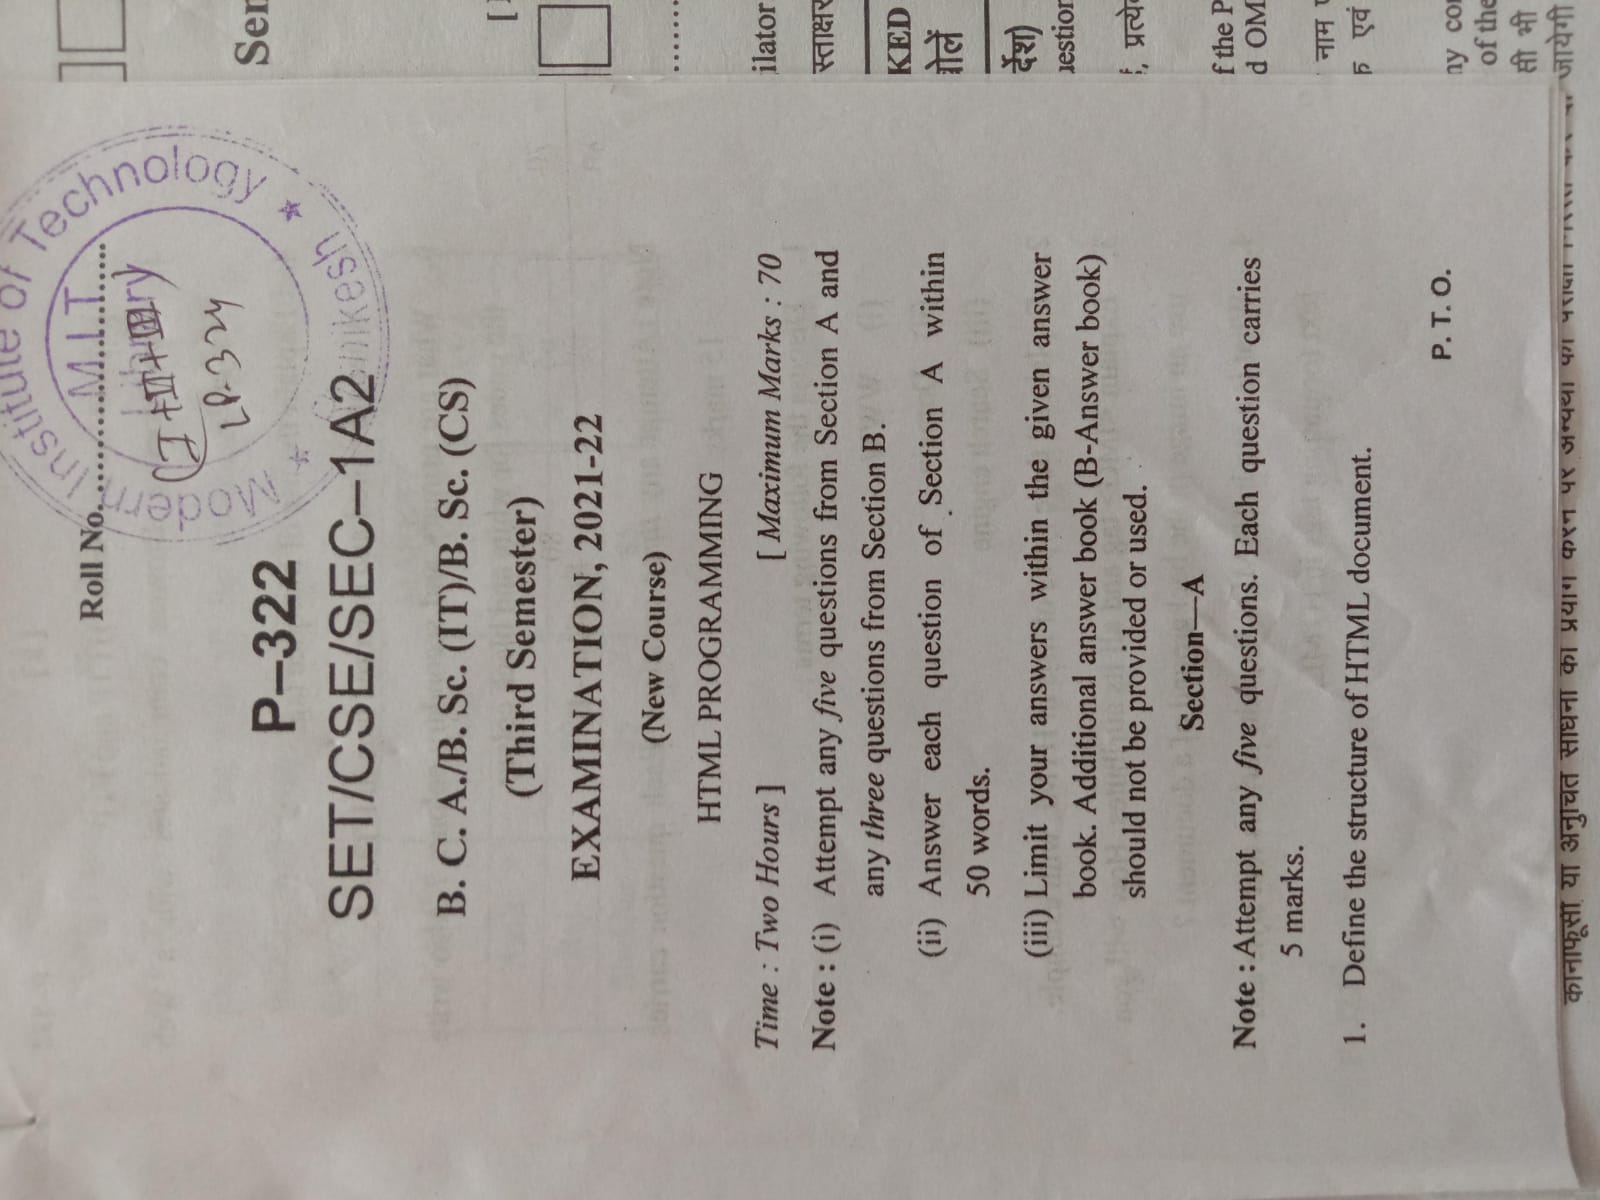 Modern Institute of Technology
Roll No. ........................
M.I.T
Library
(I+II+III)
LP-324
Rishikesh
P–322
SET/CSE/SEC–1A2
B. C. A./B. Sc. (IT)/B. Sc. (CS)
(Third Semester)
EXAMINATION, 2021-22
(New Course)
HTML PROGRAMMING
Time : Two Hours ] [ Maximum Marks : 70
Note : (i) Attempt any five questions from Section A and
any three questions from Section B.
(ii) Answer each question of Section A within
50 words.
(iii) Limit your answers within the given answer
book. Additional answer book (B-Answer book)
should not be provided or used.
Section—A
Note : Attempt any five questions. Each question carries
5 marks.
1. Define the structure of HTML document.
P. T. O.
Sem
ilator
स्ताक्षर
KED
र्देश)
f the P
d OM
नाम
एवं
ny
of the
सी भी
कानाफूसी या अनुचित साधनों का प्रयोग करने पर अन्यथा की परीक्षा
जायेगी